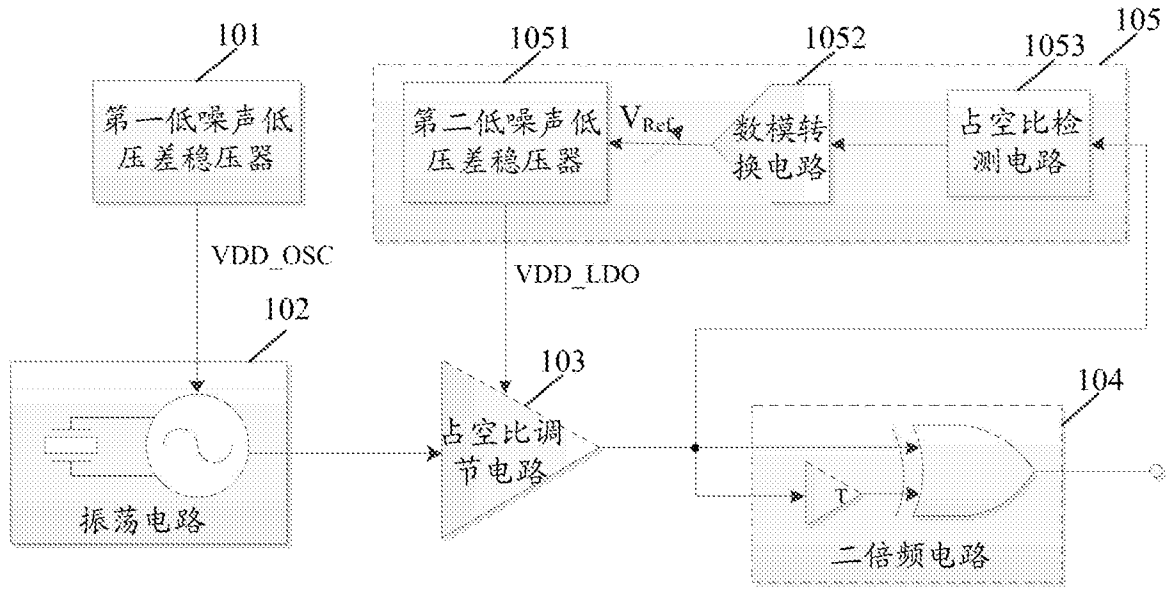 101
第一低噪声低
压差稳压器
VDD_OSC
102
振荡电路
105
1051
第二低噪声低
压差稳压器
VRef
1052
数模转
换电路
1053
占空比检
测电路
VDD_LDO
103
占空比调
节电路
104
T
二倍频电路